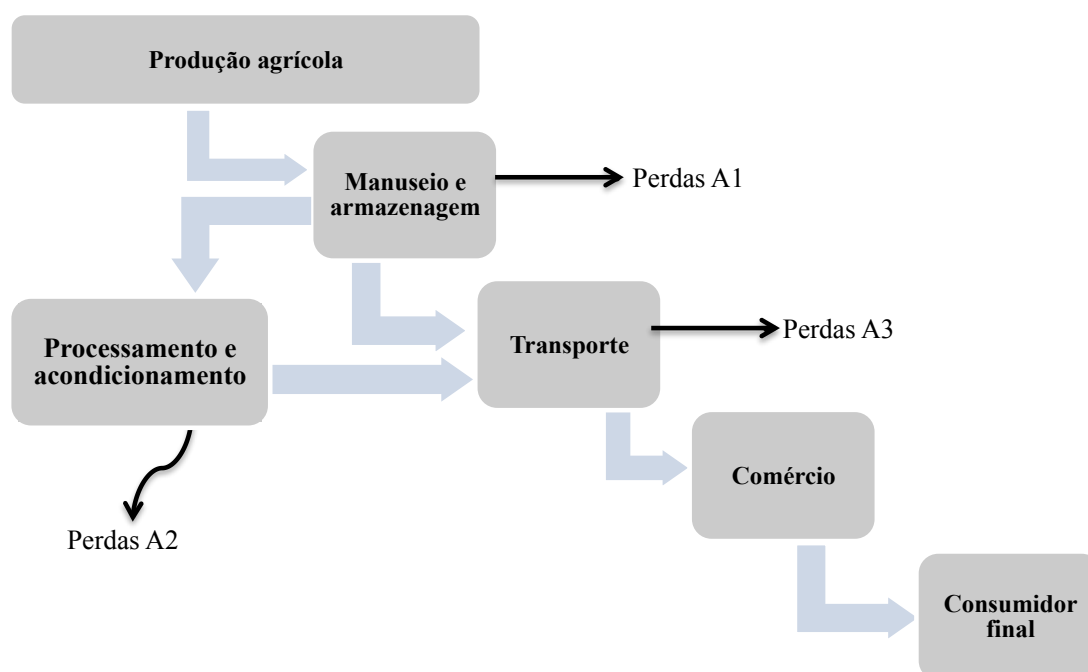 Produção agrícola
Manuseio e
armazenagem
Perdas A1
Processamento e
acondicionamento
Transporte
Perdas A3
Comércio
Perdas A2
Consumidor
final